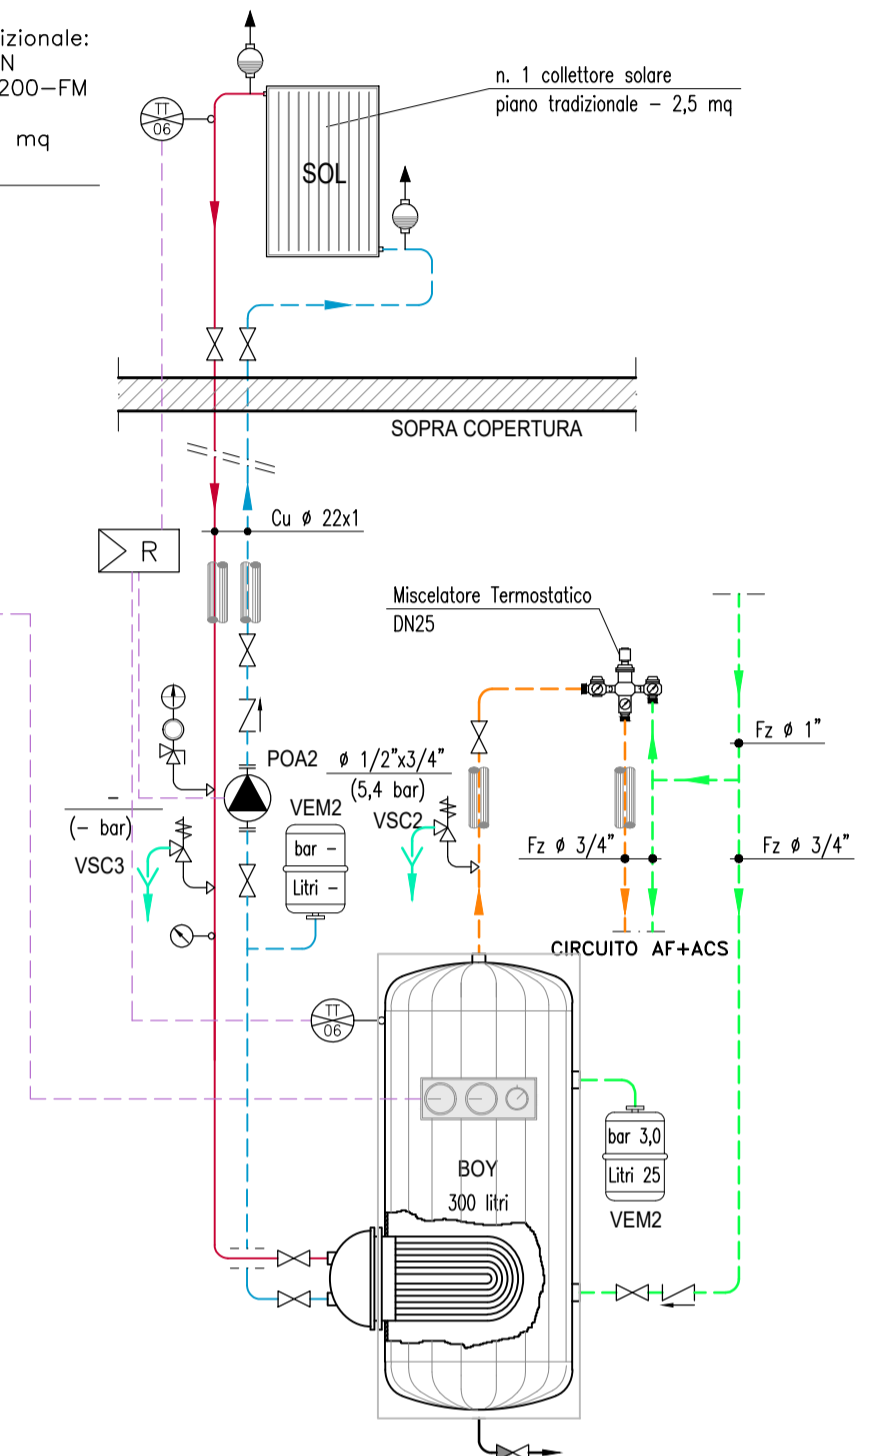 izionale:
N
200-FM
mq
TT
06
SOL
n. 1 collettore solare
piano tradizionale - 2,5 mq
SOPRA COPERTURA
Cu ø 22x1
R
Miscelatore Termostatico
DN25
Fz ø 1"
POA2
ø 1/2"x3/4"
(5,4 bar)
VSC2
VEM2
bar -
Litri -
-
(- bar)
VSC3
Fz ø 3/4"
Fz ø 3/4"
CIRCUITO AF+ACS
TT
06
BOY
300 litri
bar 3,0
Litri 25
VEM2